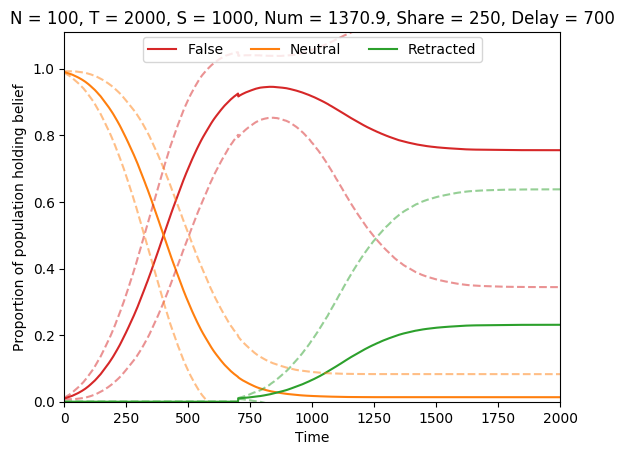 N = 100, T = 2000, S = 1000, Num = 1370.9, Share = 250, Delay = 700
False Neutral Retracted
Proportion of population holding belief
1.0
0.8
0.6
0.4
0.2
0.0
0 250 500 750 1000 1250 1500 1750 2000
Time